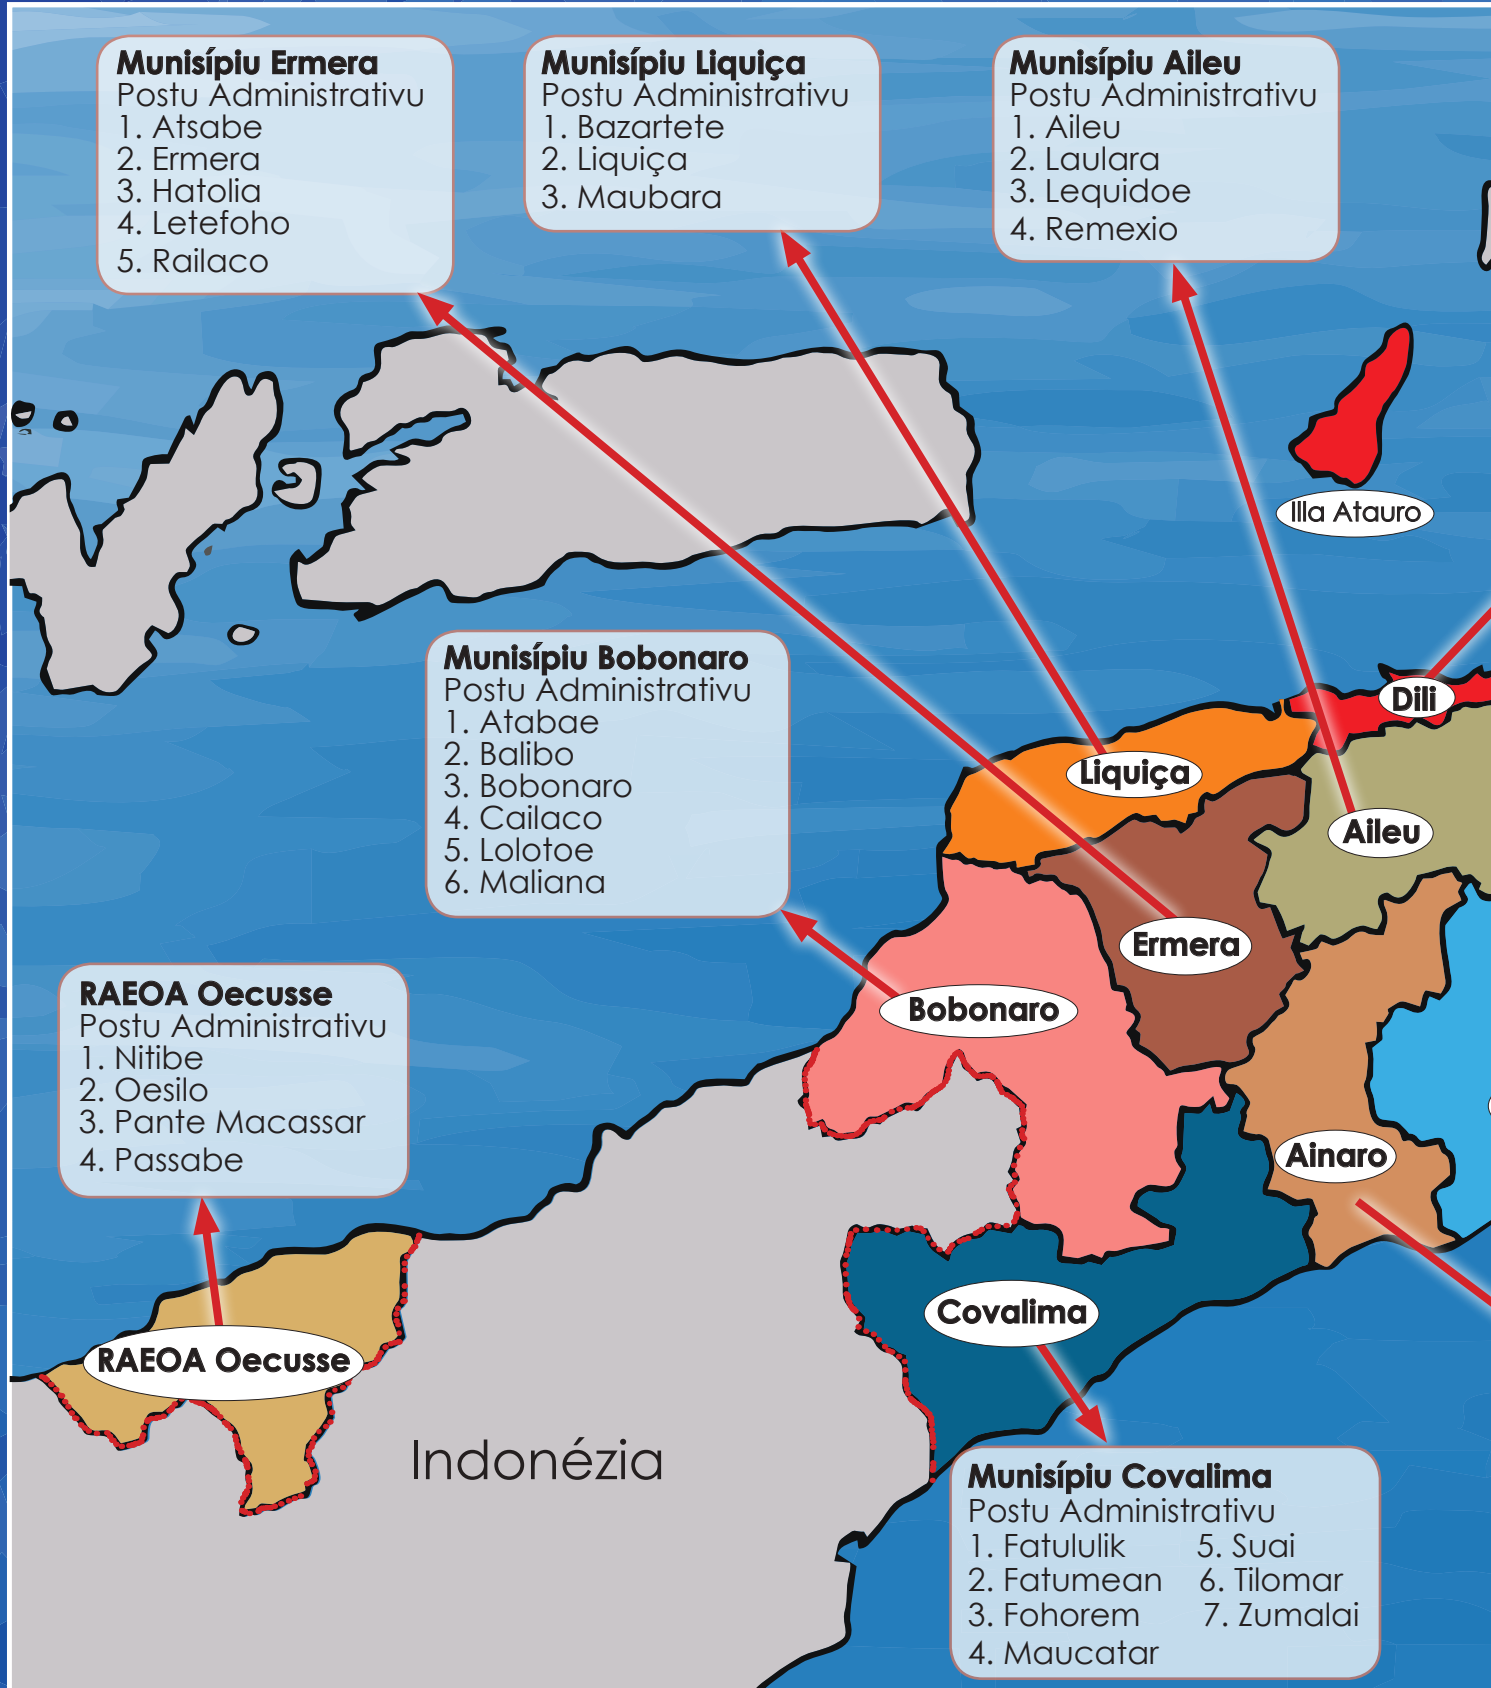 Munisípiu Ermera
Postu Administrativu
1. Atsabe
2. Ermera
3. Hatolia
4. Letefoho
5. Railaco
Munisípiu Liquiça
Postu Administrativu
1. Bazartete
2. Liquiça
3. Maubara
Munisípiu Aileu
Postu Administrativu
1. Aileu
2. Laulara
3. Lequidoe
4. Remexio
Illa Atauro
Munisípiu Bobonaro
Postu Administrativu
1. Atabae
2. Balibo
3. Bobonaro
4. Cailaco
5. Lolotoe
6. Maliana
Dili
Liquiça
Aileu
Ermera
Bobonaro
RAEOA Oecusse
Postu Administrativu
1. Nitibe
2. Oesilo
3. Pante Macassar
4. Passabe
Ainaro
Covalima
RAEOA Oecusse
Indonézia
Munisípiu Covalima
Postu Administrativu
1. Fatululik
2. Fatumean
3. Fohorem
4. Maucatar
5. Suai
6. Tilomar
7. Zumalai